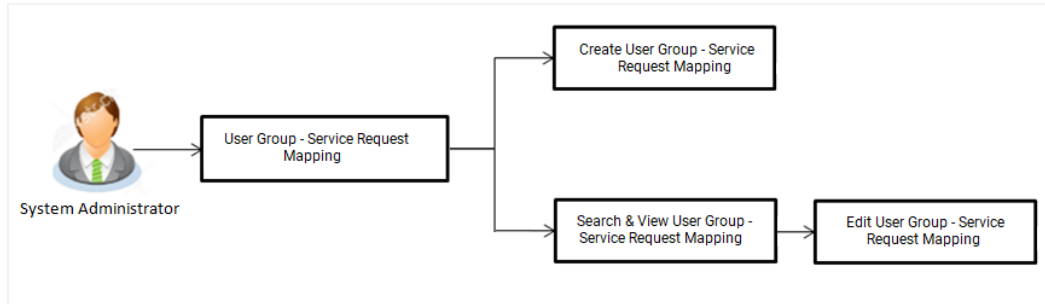 Create User Group - Service
Request Mapping
User Group - Service Request
Mapping
System Administrator
Search & View User Group -
Service Request Mapping
Edit User Group - Service
Request Mapping